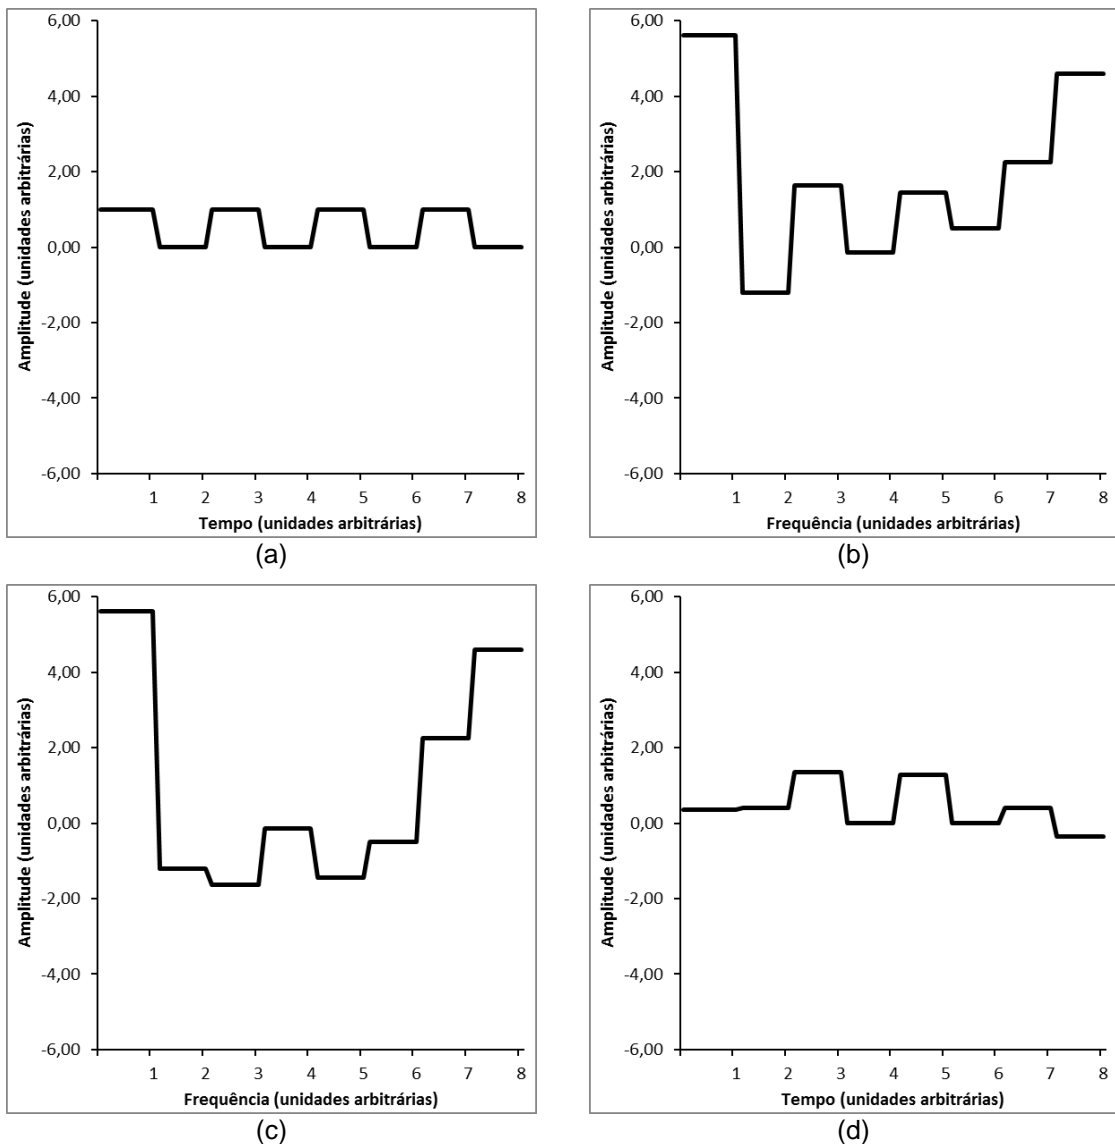 6,00
4,00
2,00
0,00
-2,00
-4,00
-6,00
Amplitude (unidades arbitrárias)
1 2 3 4 5 6 7 8
Tempo (unidades arbitrárias)
(a)
6,00
4,00
2,00
0,00
-2,00
-4,00
-6,00
Amplitude (unidades arbitrárias)
1 2 3 4 5 6 7 8
Frequência (unidades arbitrárias)
(b)
6,00
4,00
2,00
0,00
-2,00
-4,00
-6,00
Amplitude (unidades arbitrárias)
1 2 3 4 5 6 7 8
Frequência (unidades arbitrárias)
(c)
6,00
4,00
2,00
0,00
-2,00
-4,00
-6,00
Amplitude (unidades arbitrárias)
1 2 3 4 5 6 7 8
Tempo (unidades arbitrárias)
(d)